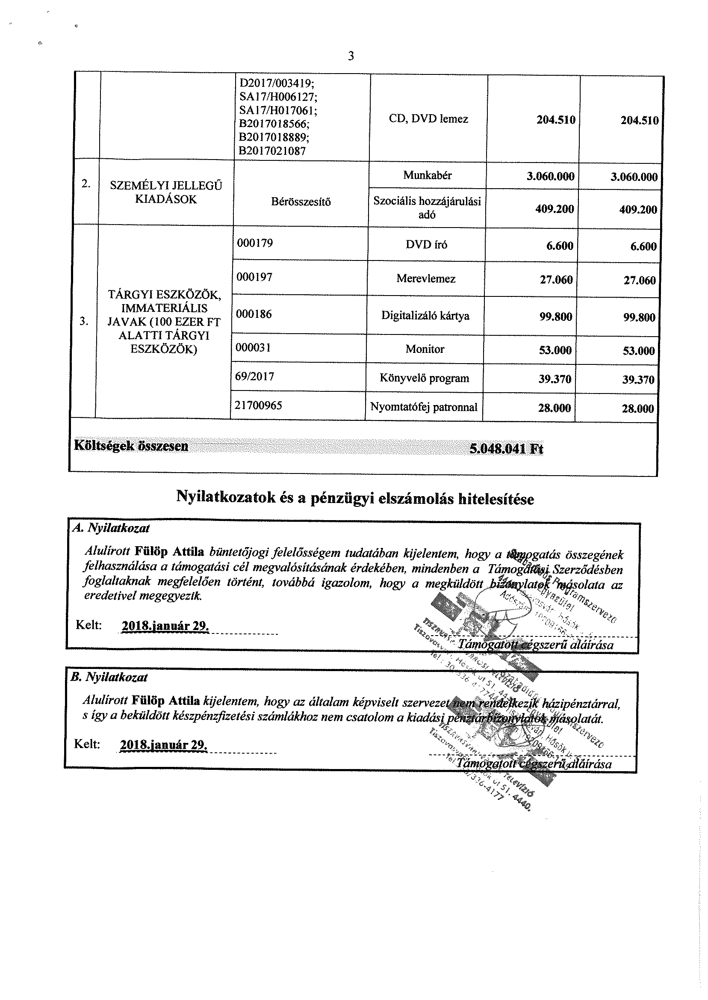 3
D2017/003419;
SA17/H006127;
SA17/H017061;
B2017018566;
B2017018889;
B2017021087
CD, DVD lemez 204.510 204.510
2. SZEMÉLYI JELLEGŰ
KIADÁSOK
Bérösszesítő
Munkabér 3.060.000 3.060.000
Szociális hozzájárulási
adó
409.200 409.200
3. TÁRGYI ESZKÖZÖK,
IMMATERIÁLIS
JAVAK (100 EZER FT
ALATTI TÁRGYI
ESZKÖZÖK)
000179 DVD író 6.600 6.600
000197 Merevlemez 27.060 27.060
000186 Digitalizáló kártya 99.800 99.800
000031 Monitor 53.000 53.000
69/2017 Könyvelő program 39.370 39.370
21700965 Nyomtatófej patronnal 28.000 28.000
Költségek összesen 5.048.041 Ft
Nyilatkozatok és a pénzügyi elszámolás hitelesítése
A. Nyilatkozat
Alulírott Fülöp Attila büntetőjogi felelősségem tudatában kijelentem, hogy a támogatás összegének
felhasználása a támogatási cél megvalósításának érdekében, mindenben a Támogatási Szerződésben
foglaltaknak megfelelően történt, továbbá igazolom, hogy a megküldött bizonylatok másolata az
eredetivel megegyezik.
Kelt: 2018.január 29.
Támogatott cégszerű aláírása
B. Nyilatkozat
Alulírott Fülöp Attila kijelentem, hogy az általam képviselt szervezet nem rendelkezik házipénztárral,
s így a beküldött készpénzfizetési számlákhoz nem csatolom a kiadási pénztárbizonylatok másolatát.
Kelt: 2018.január 29.
Támogatott cégszerű aláírása